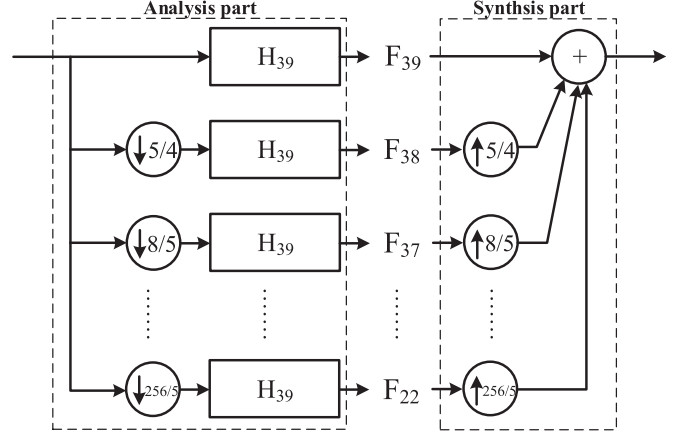 Analysis part Synthsis part
H39 F39 +
↓5/4 H39 F38 ↑5/4
↓8/5 H39 F37 ↑8/5
↓256/5 H39 F22 ↑256/5